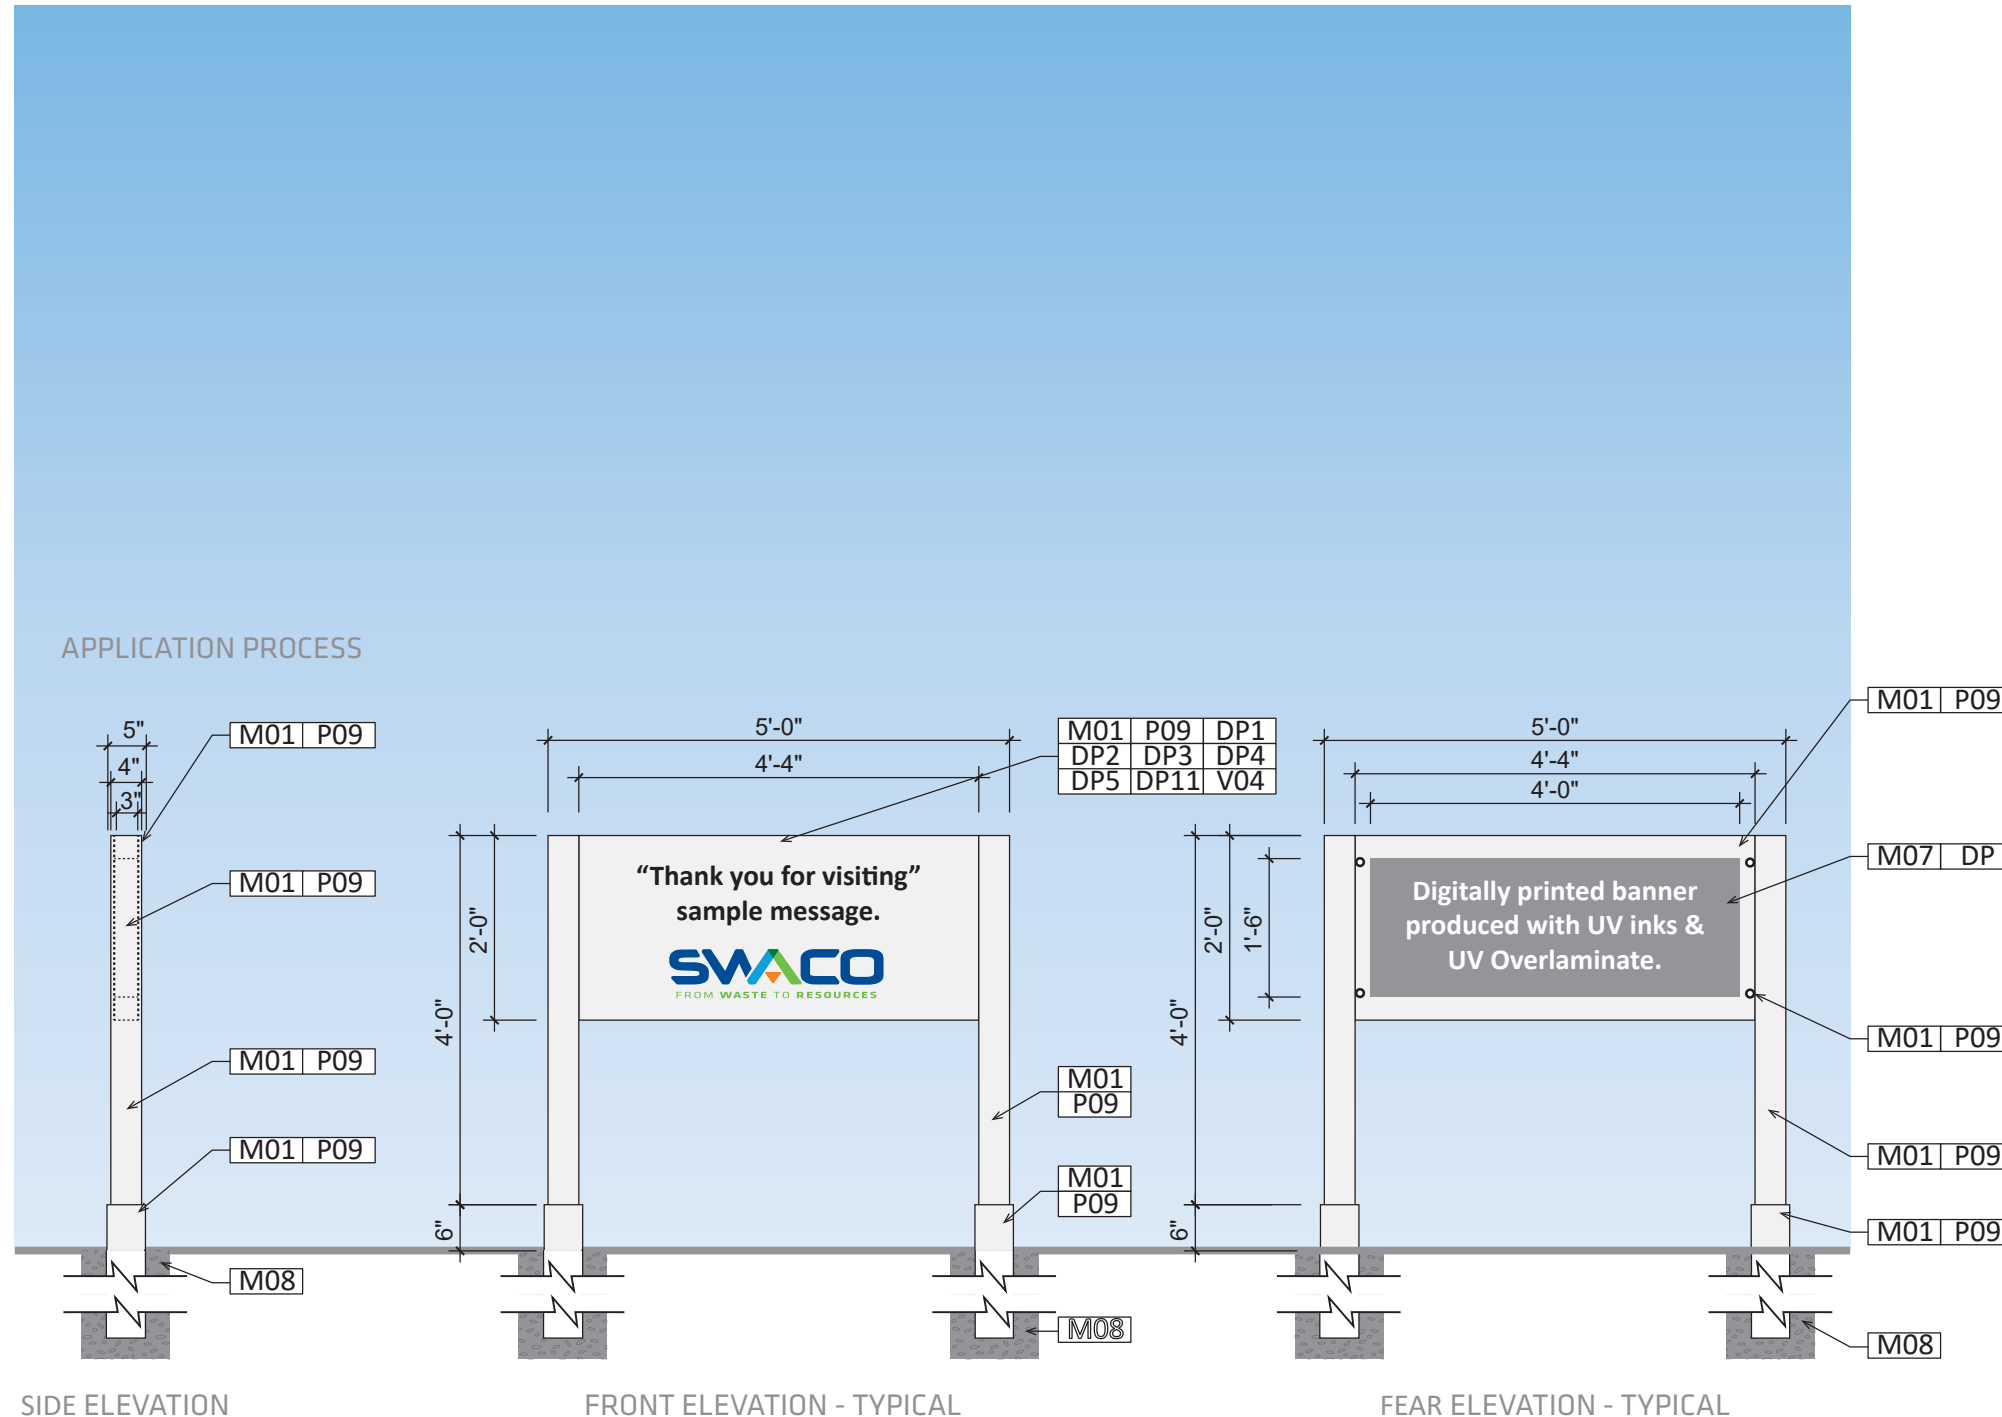 APPLICATION PROCESS
5"
4"
3"
M01 P09
M01 P09
M01 P09
M01 P09
M08
SIDE ELEVATION
5'-0"
4'-4"
2'-0"
4'-0"
6"
M01 P09 DP1
DP2 DP3 DP4
DP5 DP11 V04
“Thank you for visiting”
sample message.
SWACO
FROM WASTE TO RESOURCES
M01
P09
M01
P09
M08
FRONT ELEVATION - TYPICAL
5'-0"
4'-4"
4'-0"
1'-6"
2'-0"
4'-0"
6"
Digitally printed banner
produced with UV inks &
UV Overlaminate.
M01 P09
M07 DP
M01 P09
M01 P09
M01 P09
M08
FEAR ELEVATION - TYPICAL